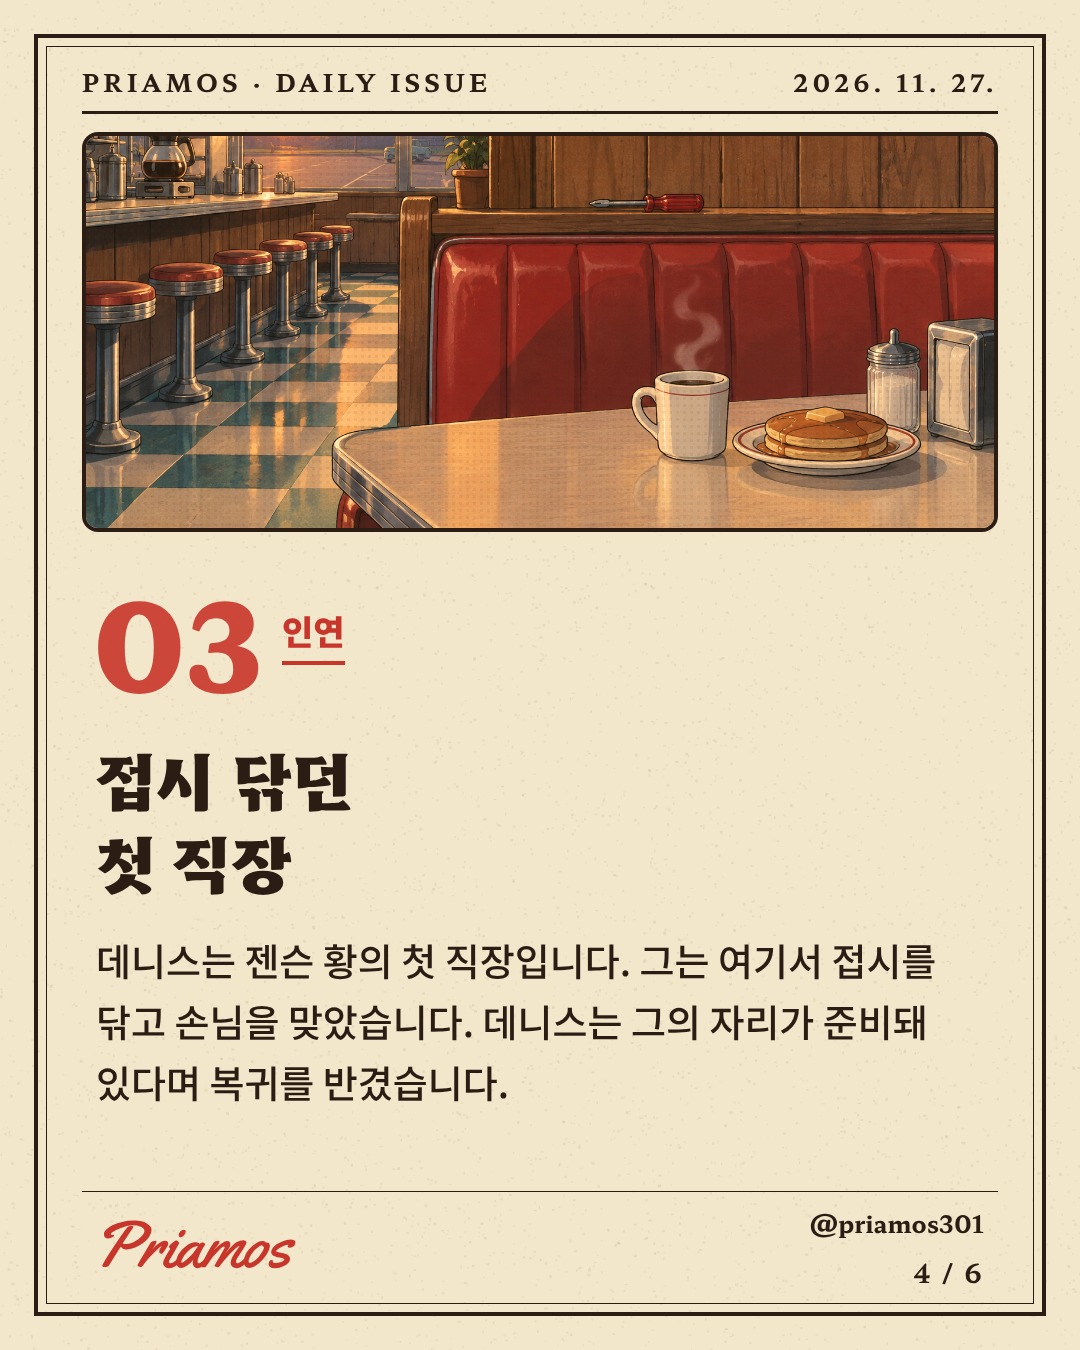 PRIAMOS · DAILY ISSUE
2026. 11. 27.
03 인연
접시 닦던
첫 직장
데니스는 젠슨 황의 첫 직장입니다. 그는 여기서 접시를
닦고 손님을 맞았습니다. 데니스는 그의 자리가 준비돼
있다며 복귀를 반겼습니다.
Priamos
@priamos301
4 / 6